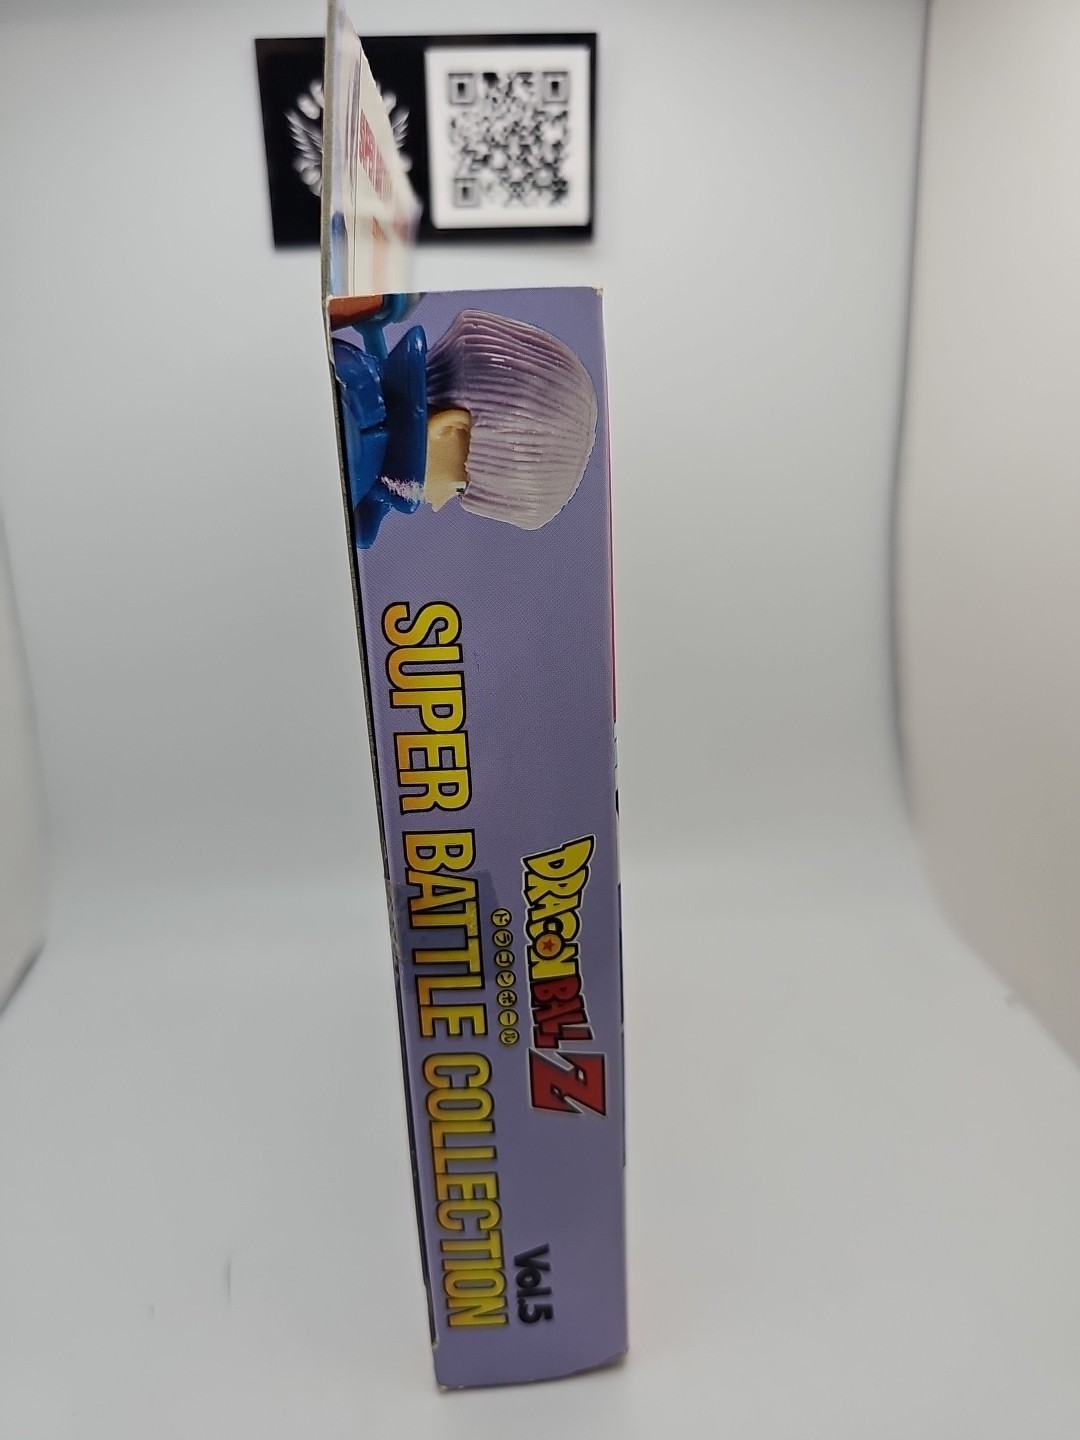 DRAGON BALL Z
ドラゴンボール
SUPER BATTLE COLLECTION
Vol.5